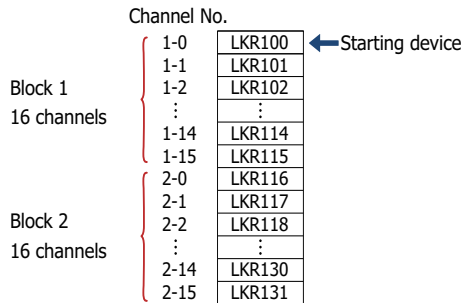 Channel No.
1-0 LKR100 Starting device
1-1 LKR101
Block 1 1-2 LKR102
16 channels ⋮ ⋮
1-14 LKR114
1-15 LKR115
2-0 LKR116
2-1 LKR117
Block 2 2-2 LKR118
16 channels ⋮ ⋮
2-14 LKR130
2-15 LKR131